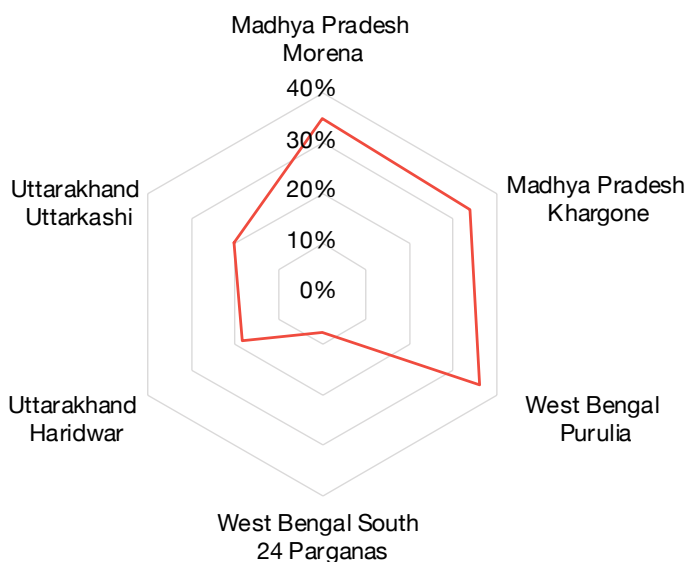 Madhya Pradesh
Morena
40%
30%
20%
10%
0%
Madhya Pradesh
Khargone
West Bengal
Purulia
West Bengal South
24 Parganas
Uttarakhand
Haridwar
Uttarakhand
Uttarkashi